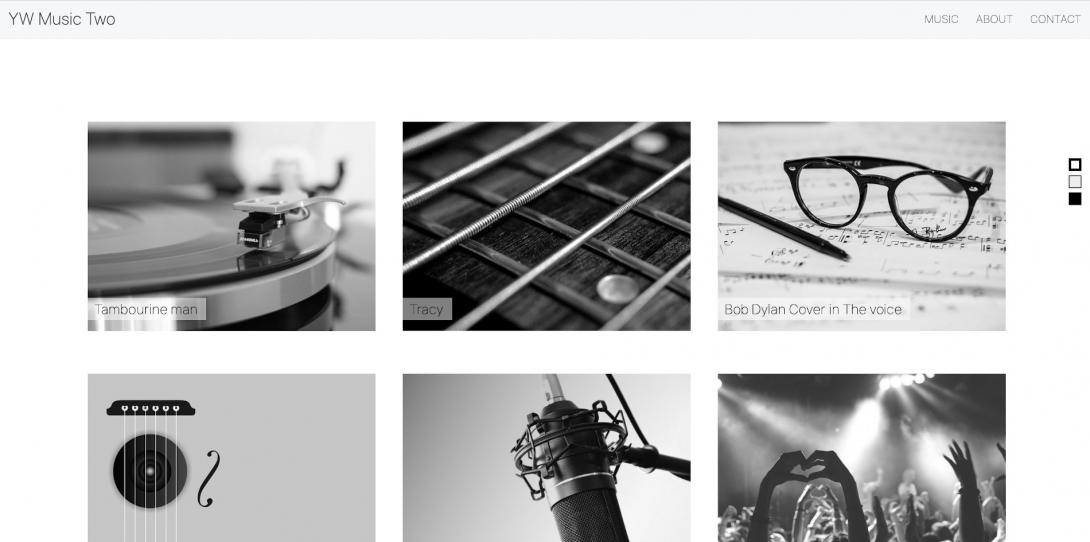 YW Music Two
MUSIC ABOUT CONTACT
Tambourine man
Tracy
Bob Dylan Cover in The voice